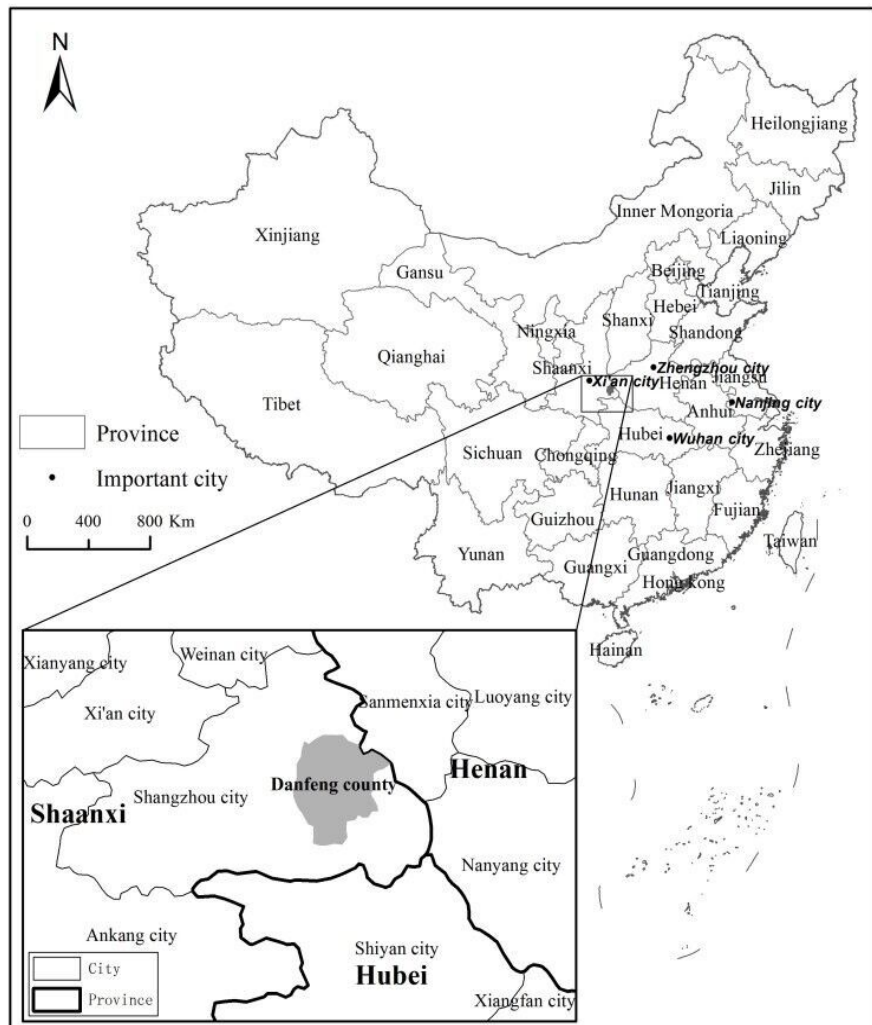 N
Heilongjiang
Jilin
Inner Mongoria
Liaoning
Xinjiang
Beijing
Gansu
Tianjing
Hebei
Shanxi
Ningxia
Shandong
Qianghai
Shaanxi
Zhengzhou city
Xi'an city
Henan
Jiangsu
Tibet
Nanjing city
Anhui
Province
Hubei
Wuhan city
Sichuan
Chongqing
Zhejiang
Important city
Hunan
Jiangxi
Fujian
Guizhou
0 400 800 Km
Yunan
Guangdong
Taiwan
Guangxi
Hong kong
Hainan
Weinan city
Xianyang city
Sanmenxia city
Luoyang city
Xi'an city
Henan
Danfeng county
Shangzhou city
Shaanxi
Nanyang city
Ankang city
Shiyan city
Hubei
City
Province
Xiangfan city